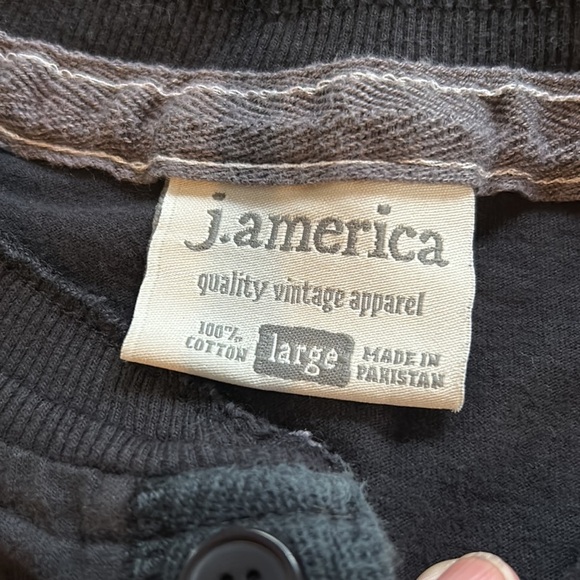 j.america
quality vintage apparel
100% COTTON
large
MADE IN PAKISTAN